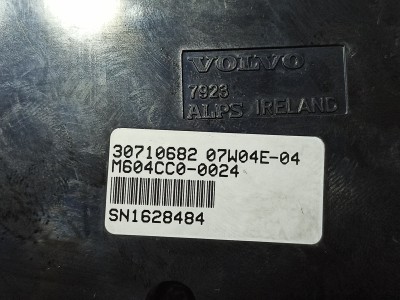 VOLVO
7923
ALPS IRELAND
30710682 07W04E-04
M604CC0-0024
SN1628484